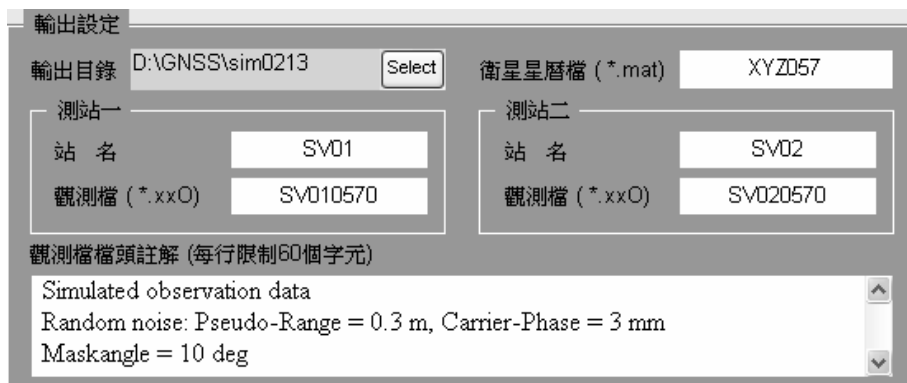 輸出設定
輸出目錄 D:\GNSS\sim0213 Select 衛星星曆檔 ( *.mat) XYZ057
測站一 測站二
站 名 SV01 站 名 SV02
觀測檔 ( *.xxO) SV010570 觀測檔 ( *.xxO) SV020570
觀測檔檔頭註解 (每行限制60個字元)
Simulated observation data
Random noise: Pseudo-Range = 0.3 m, Carrier-Phase = 3 mm
Maskangle = 10 deg